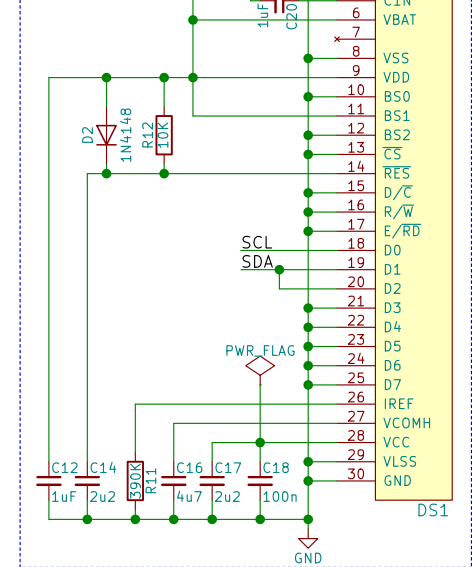 1uF
C20
C1N
6 VBAT
7
8 VSS
9 VDD
10 BS0
11 BS1
12 BS2
13 CS
14 RES
15 D/C
16 R/W
17 E/RD
18 D0
19 D1
20 D2
21 D3
22 D4
23 D5
24 D6
25 D7
26 IREF
27 VCOMH
28 VCC
29 VLSS
30 GND
D2
1N4148
R12
10K
SCL
SDA
PWR_FLAG
C12
1uF
C14
2u2
390K
R11
C16
4u7
C17
2u2
C18
100n
DS1
GND